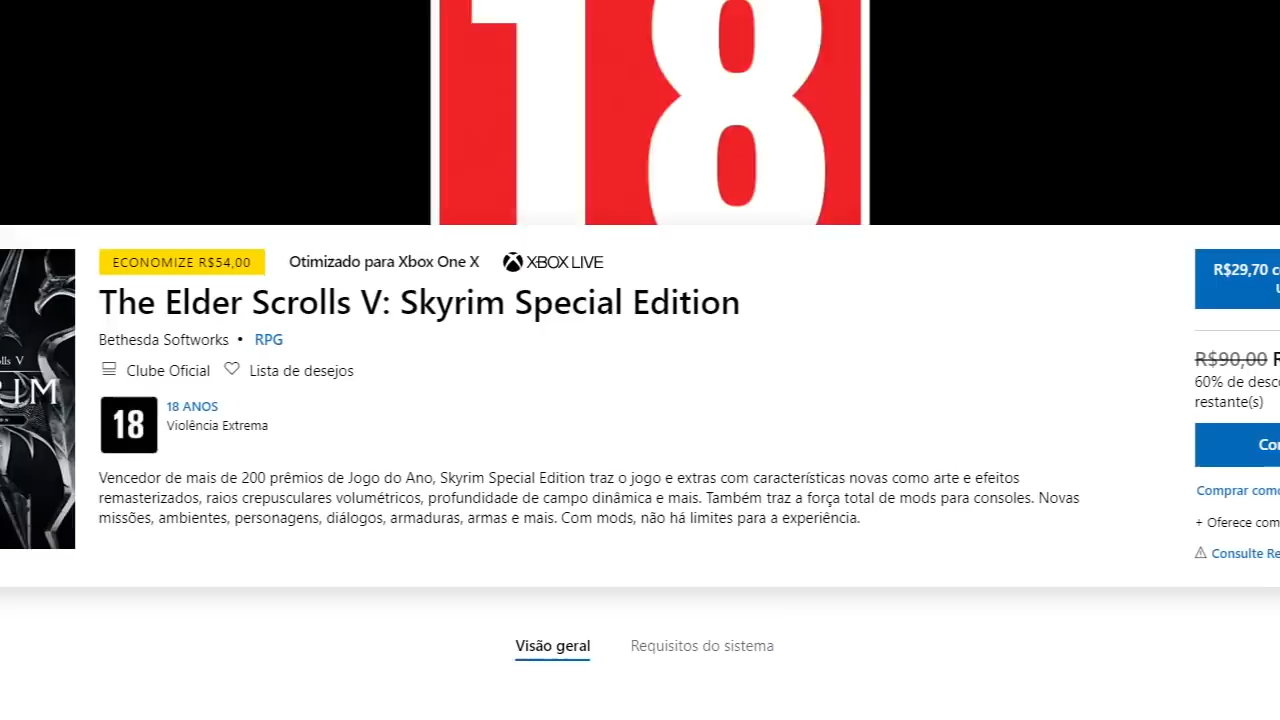 18
ECONOMIZE R$54,00 Otimizado para Xbox One X XBOX LIVE
The Elder Scrolls V: Skyrim Special Edition
Bethesda Softworks • RPG
Clube Oficial Lista de desejos
18 18 ANOS
Violência Extrema
Vencedor de mais de 200 prêmios de Jogo do Ano, Skyrim Special Edition traz o jogo e extras com características novas como arte e efeitos
remasterizados, raios crepusculares volumétricos, profundidade de campo dinâmica e mais. Também traz a força total de mods para consoles. Novas
missões, ambientes, personagens, diálogos, armaduras, armas e mais. Com mods, não há limites para a experiência.
R$29,70
R$90,00
60% de
restante(s)
Comprar
+ Oferece
Consulte
Visão geral Requisitos do sistema